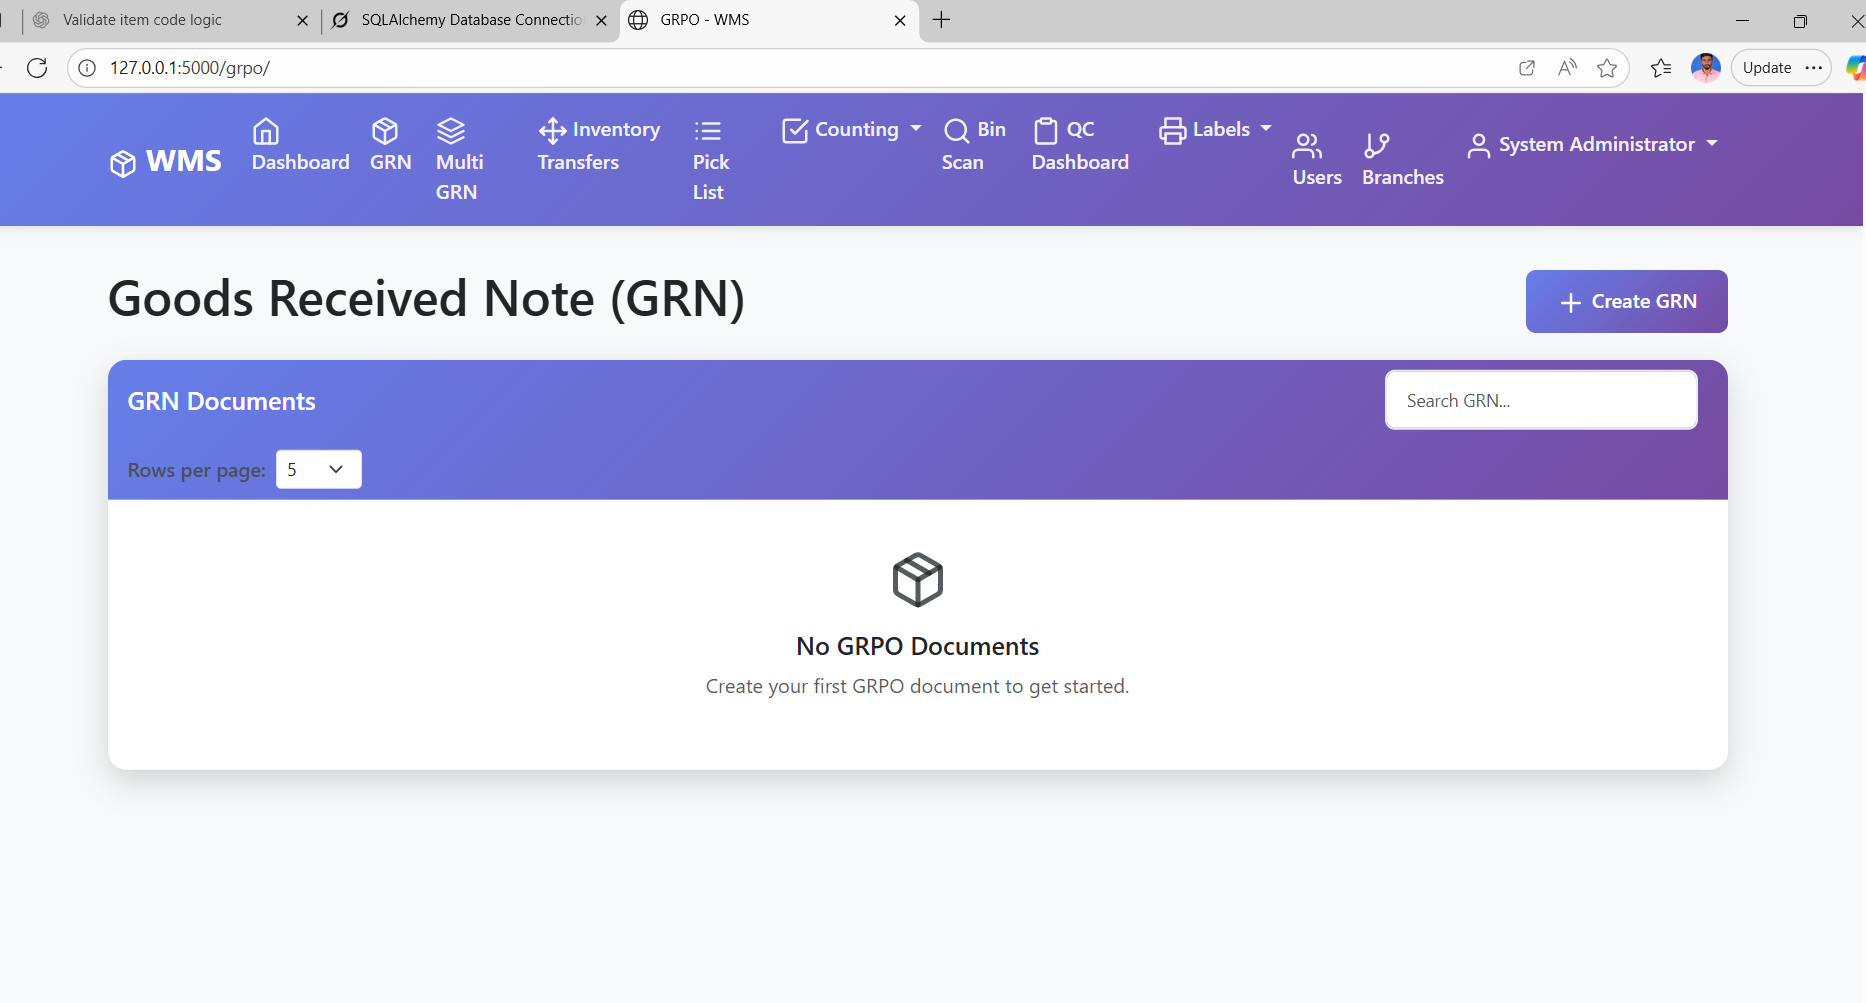 Validate item code logic
SQLAlchemy Database Connectio
GRPO - WMS
127.0.0.1:5000/grpo/
Update
WMS
Dashboard
GRN
Multi
GRN
Inventory
Transfers
Pick
List
Counting
Bin
Scan
QC
Dashboard
Labels
Users
Branches
System Administrator
Goods Received Note (GRN)
Create GRN
GRN Documents
Search GRN...
Rows per page: 5
No GRPO Documents
Create your first GRPO document to get started.